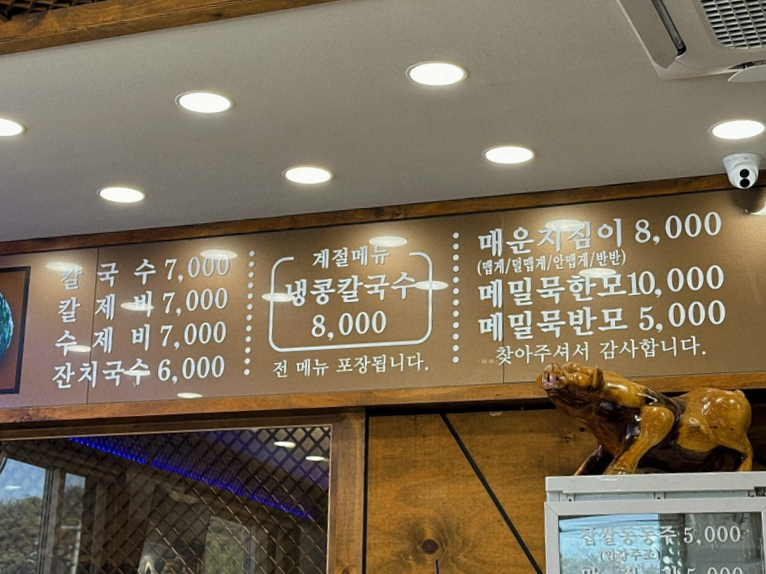 칼 국 수 7,000
칼 제 비 7,000
수 제 비 7,000
잔치국수 6,000
계절메뉴
냉콩칼국수
8,000
전 메뉴 포장됩니다.
매운지짐이 8,000
(맵게/덜맵게/안맵게/반반)
메밀묵한모10,000
메밀묵반모 5,000
찾아주셔서 감사합니다.
찹쌀동동주 5,000
5,000